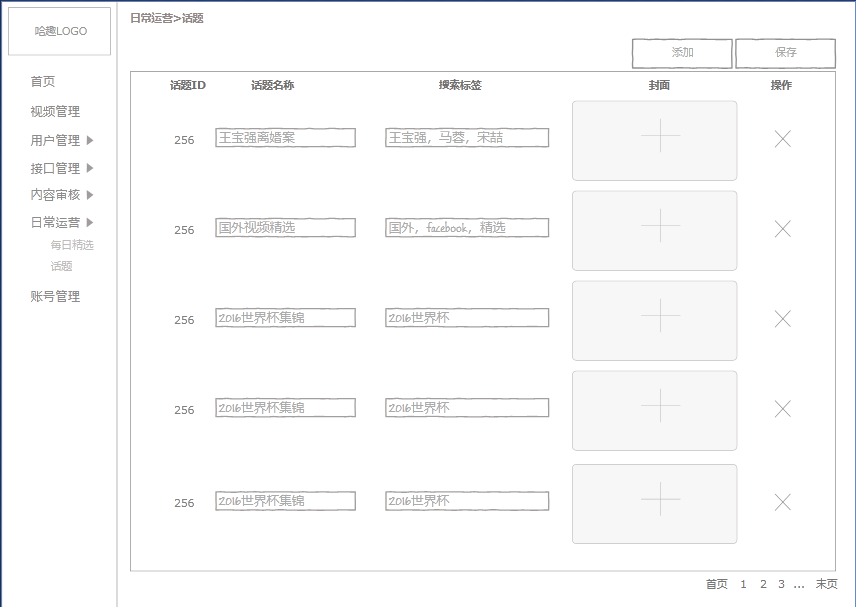 哈趣LOGO
首页
视频管理
用户管理
接口管理
内容审核
日常运营
每日精选
话题
账号管理
日常运营>话题
添加 保存
话题ID 话题名称 搜索标签 封面 操作
256 王宝强离婚案 王宝强，马蓉，宋喆
256 国外视频精选 国外，facebook，精选
256 2016世界杯集锦 2016世界杯
256 2016世界杯集锦 2016世界杯
256 2016世界杯集锦 2016世界杯
首页 1 2 3 ... 末页